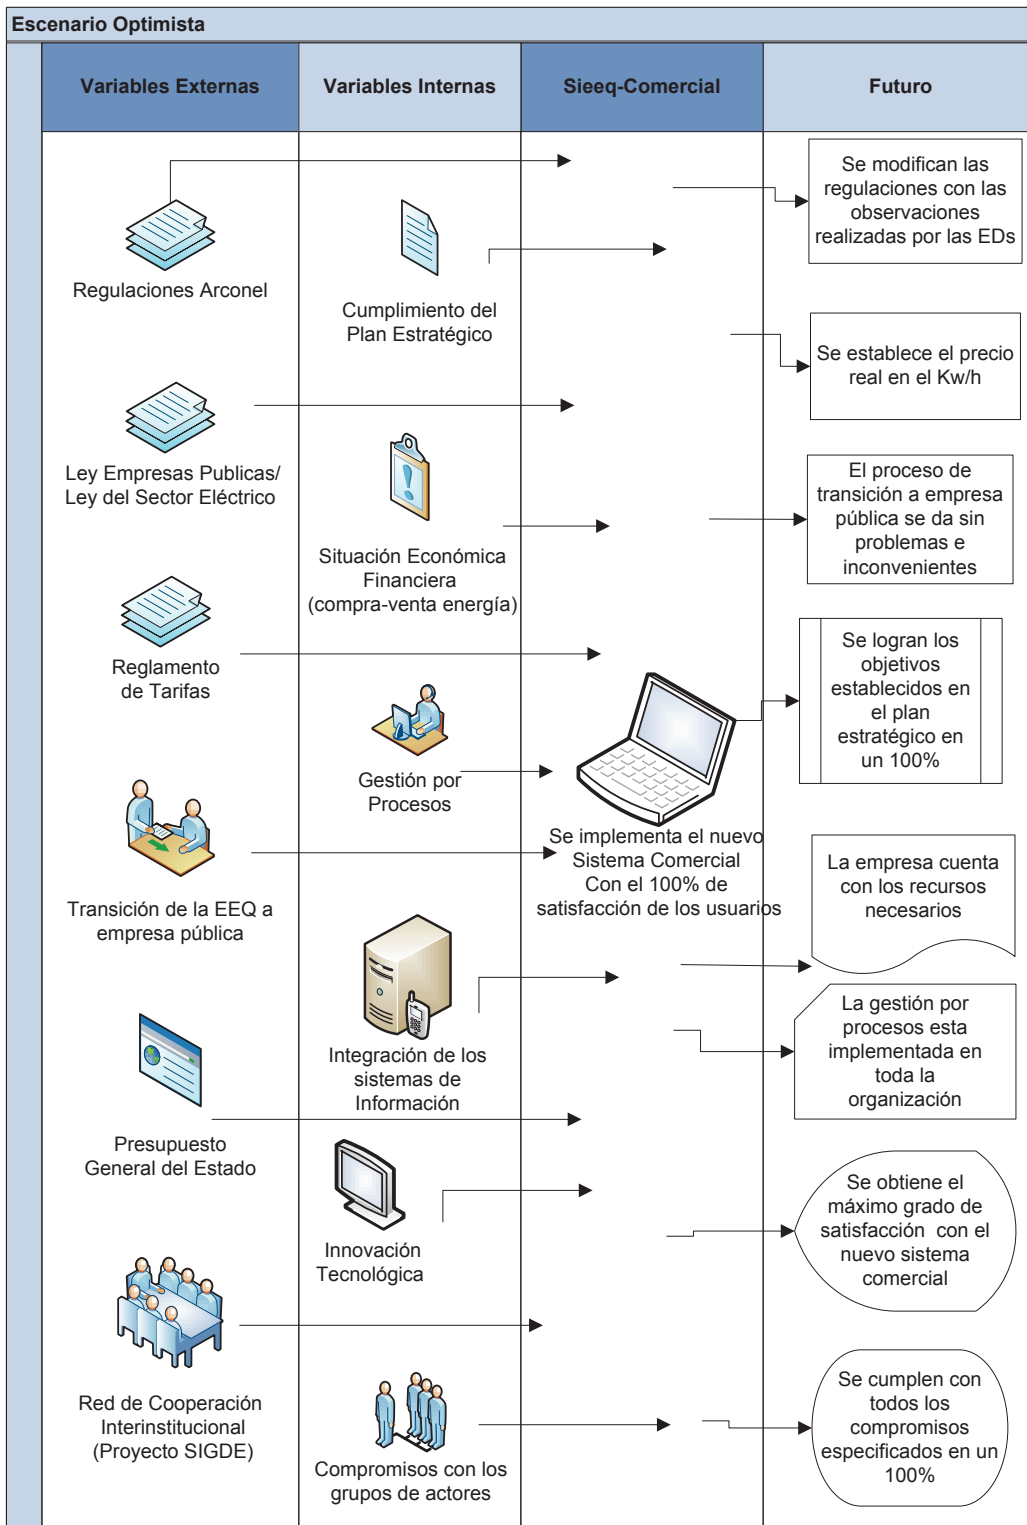 Escenario Optimista
Variables Externas
Variables Internas
Sieeq-Comercial
Futuro
Regulaciones Arconel
Ley Empresas Publicas/
Ley del Sector Eléctrico
Reglamento
de Tarifas
Transición de la EEQ a
empresa pública
Presupuesto
General del Estado
Red de Cooperación
Interinstitucional
(Proyecto SIGDE)
Cumplimiento del
Plan Estratégico
Situación Económica
Financiera
(compra-venta energía)
Gestión por
Procesos
Integración de los
sistemas de
Información
Innovación
Tecnológica
Compromisos con los
grupos de actores
Se implementa el nuevo
Sistema Comercial
Con el 100% de
satisfacción de los usuarios
Se modifican las
regulaciones con las
observaciones
realizadas por las EDs
Se establece el precio
real en el Kw/h
El proceso de
transición a empresa
pública se da sin
problemas e
inconvenientes
Se logran los
objetivos
establecidos en
el plan
estratégico en
un 100%
La empresa cuenta
con los recursos
necesarios
La gestión por
procesos esta
implementada en
toda la
organización
Se obtiene el
máximo grado de
satisfacción con el
nuevo sistema
comercial
Se cumplen con
todos los
compromisos
especificados en un
100%